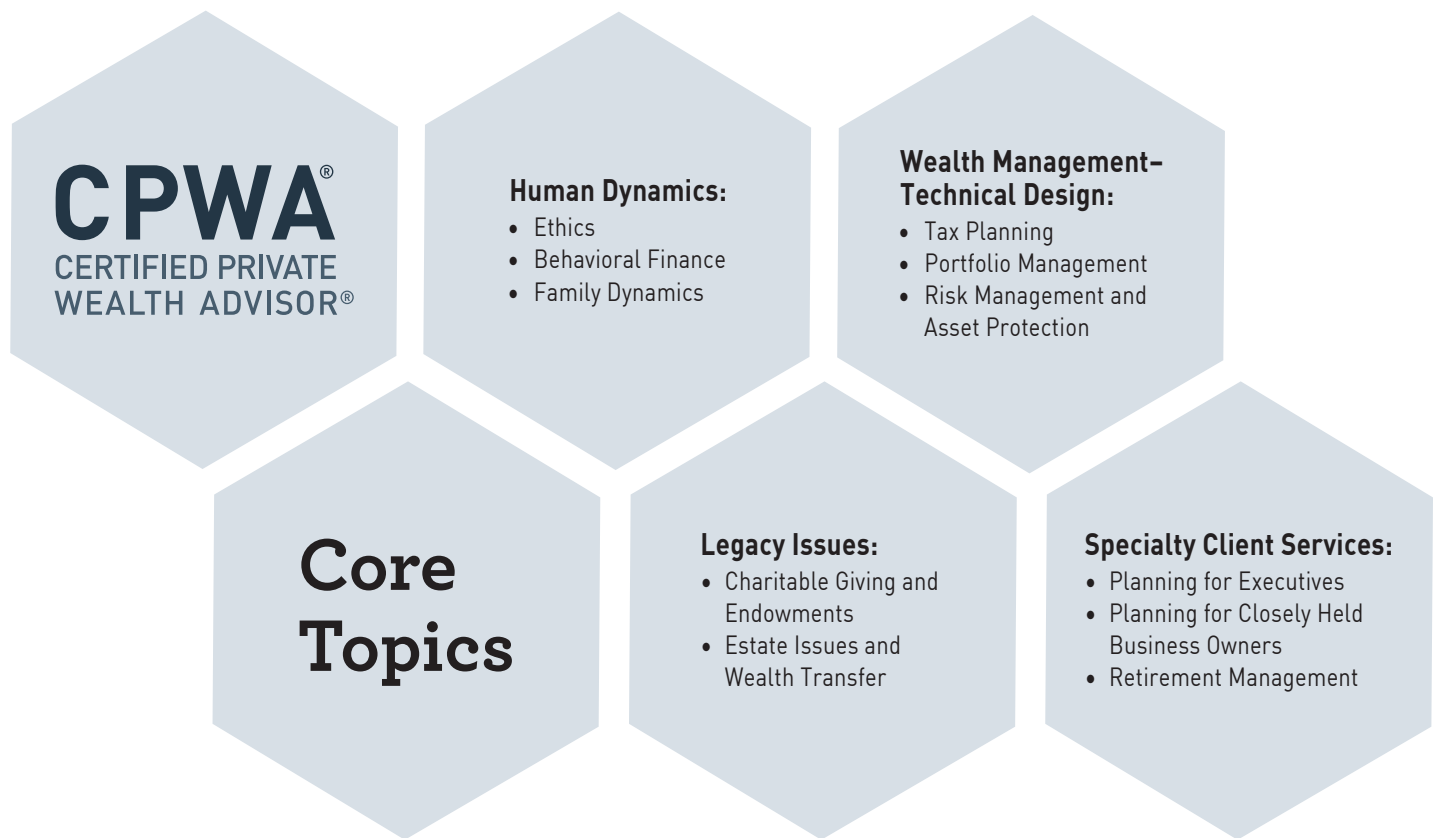 CPWA®
CERTIFIED PRIVATE
WEALTH ADVISOR®
Human Dynamics:
• Ethics
• Behavioral Finance
• Family Dynamics
Wealth Management–
Technical Design:
• Tax Planning
• Portfolio Management
• Risk Management and
Asset Protection
Core
Topics
Legacy Issues:
• Charitable Giving and
Endowments
• Estate Issues and
Wealth Transfer
Specialty Client Services:
• Planning for Executives
• Planning for Closely Held
Business Owners
• Retirement Management